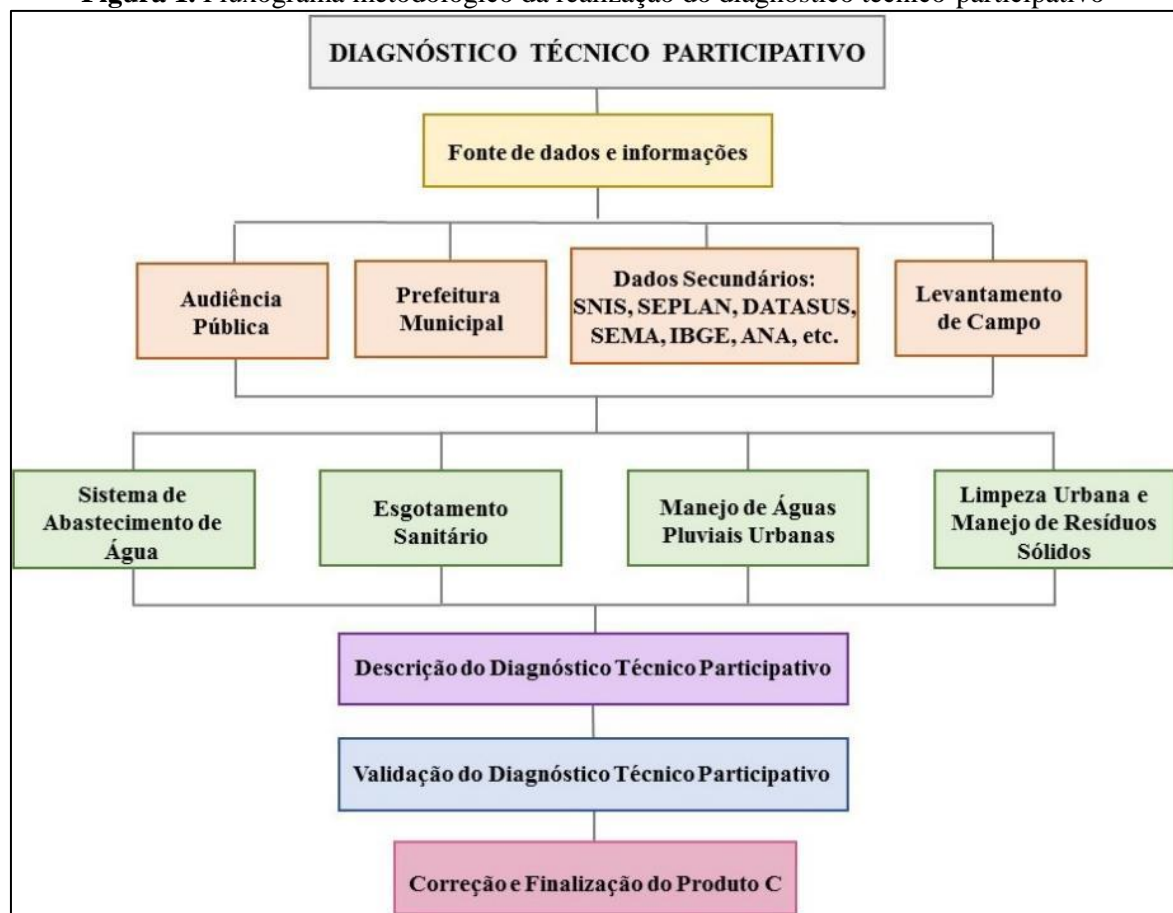 Figura 1. Fluxograma metodológico da realização do diagnóstico técnico-participativo
DIAGNÓSTICO TÉCNICO PARTICIPATIVO
Fonte de dados e informações
Audiência
Pública
Prefeitura
Municipal
Dados Secundários:
SNIS, SEPLAN, DATASUS,
SEMA, IBGE, ANA, etc.
Levantamento
de Campo
Sistema de
Abastecimento de
Água
Esgotamento
Sanitário
Manejo de Águas
Pluviais Urbanas
Limpeza Urbana e
Manejo de Resíduos
Sólidos
Descrição do Diagnóstico Técnico Participativo
Validação do Diagnóstico Técnico Participativo
Correção e Finalização do Produto C